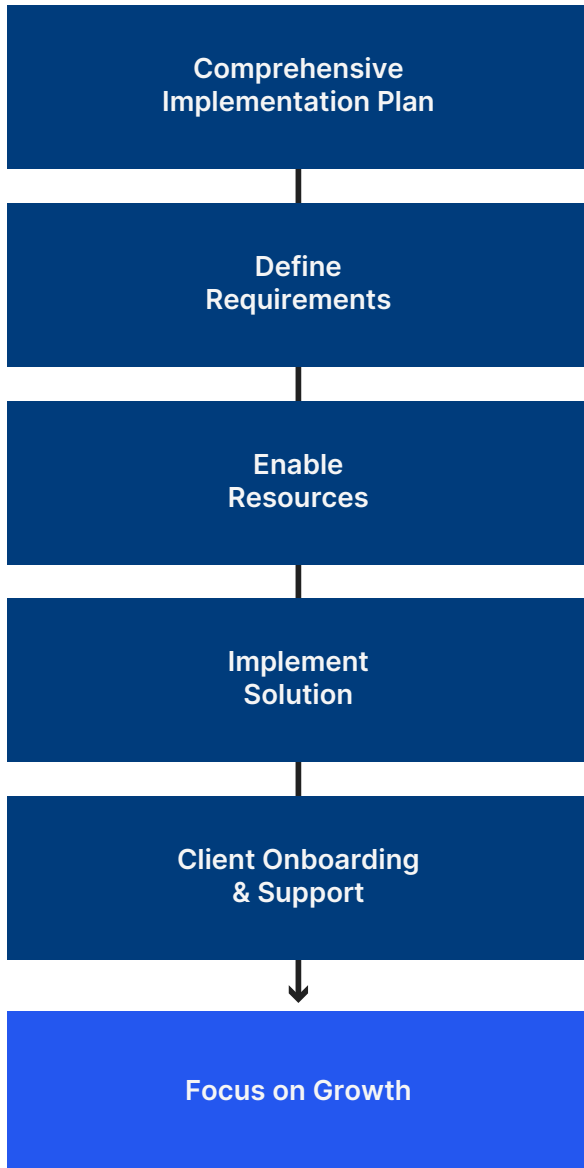 Comprehensive
Implementation Plan
Define
Requirements
Enable
Resources
Implement
Solution
Client Onboarding
& Support
Focus on Growth